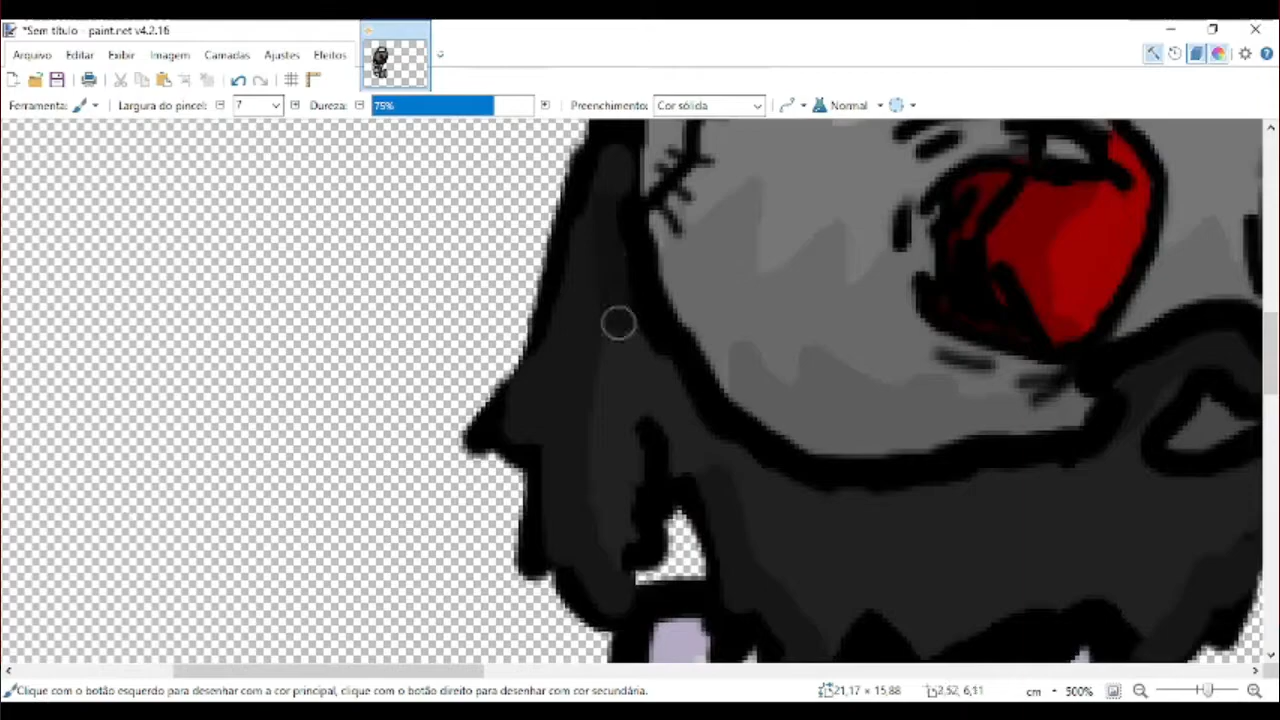 *Sem título - paint.net v4.2.16
Arquivo Editar Exibir Imagem Camadas Ajustes Efeitos
Ferramenta: Largura do pincel: 7 Dureza: 75% Preenchimento: Cor sólida Normal
Clique com o botão esquerdo para desenhar com a cor principal, clique com o botão direito para desenhar com cor secundária. 21,17 × 15,88 2,52, 6,11 cm 500%